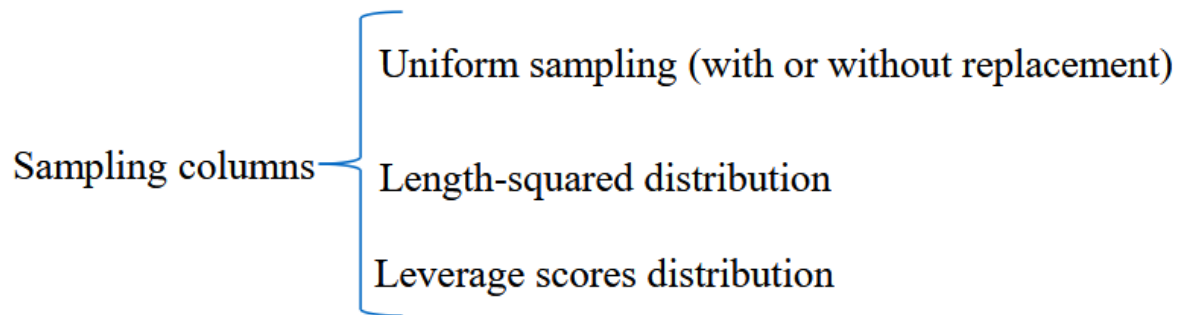 Uniform sampling (with or without replacement)
Sampling columns
Length-squared distribution
Leverage scores distribution